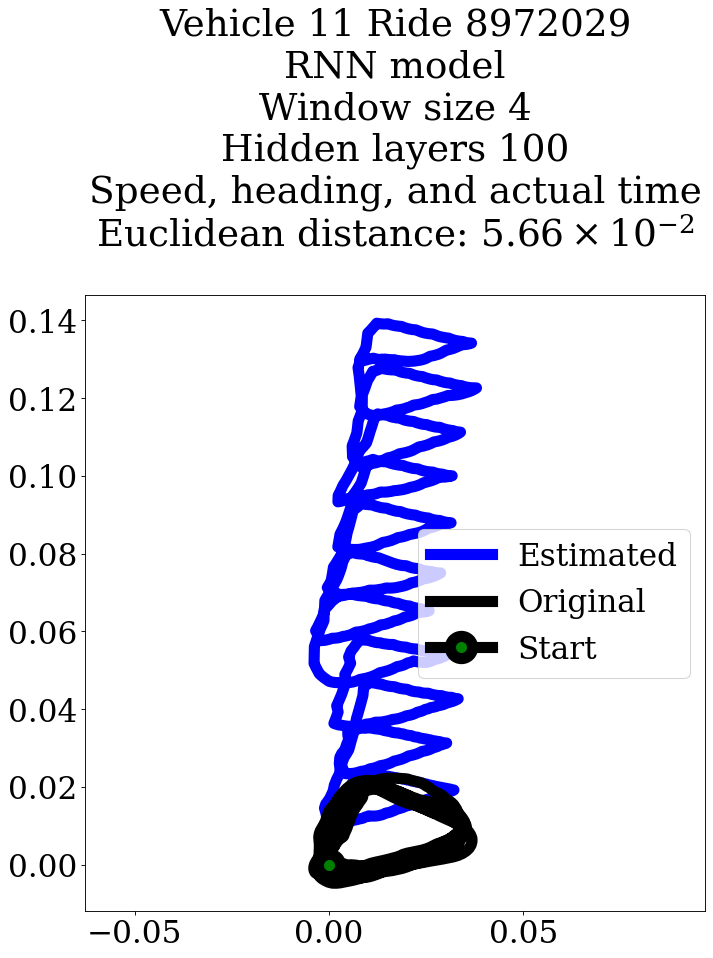 Vehicle 11 Ride 8972029
RNN model
Window size 4
Hidden layers 100
Speed, heading, and actual time
Euclidean distance: 5.66 × 10⁻²
0.14
0.12
0.10
0.08
0.06
0.04
0.02
0.00
Estimated
Original
Start
−0.05 0.00 0.05